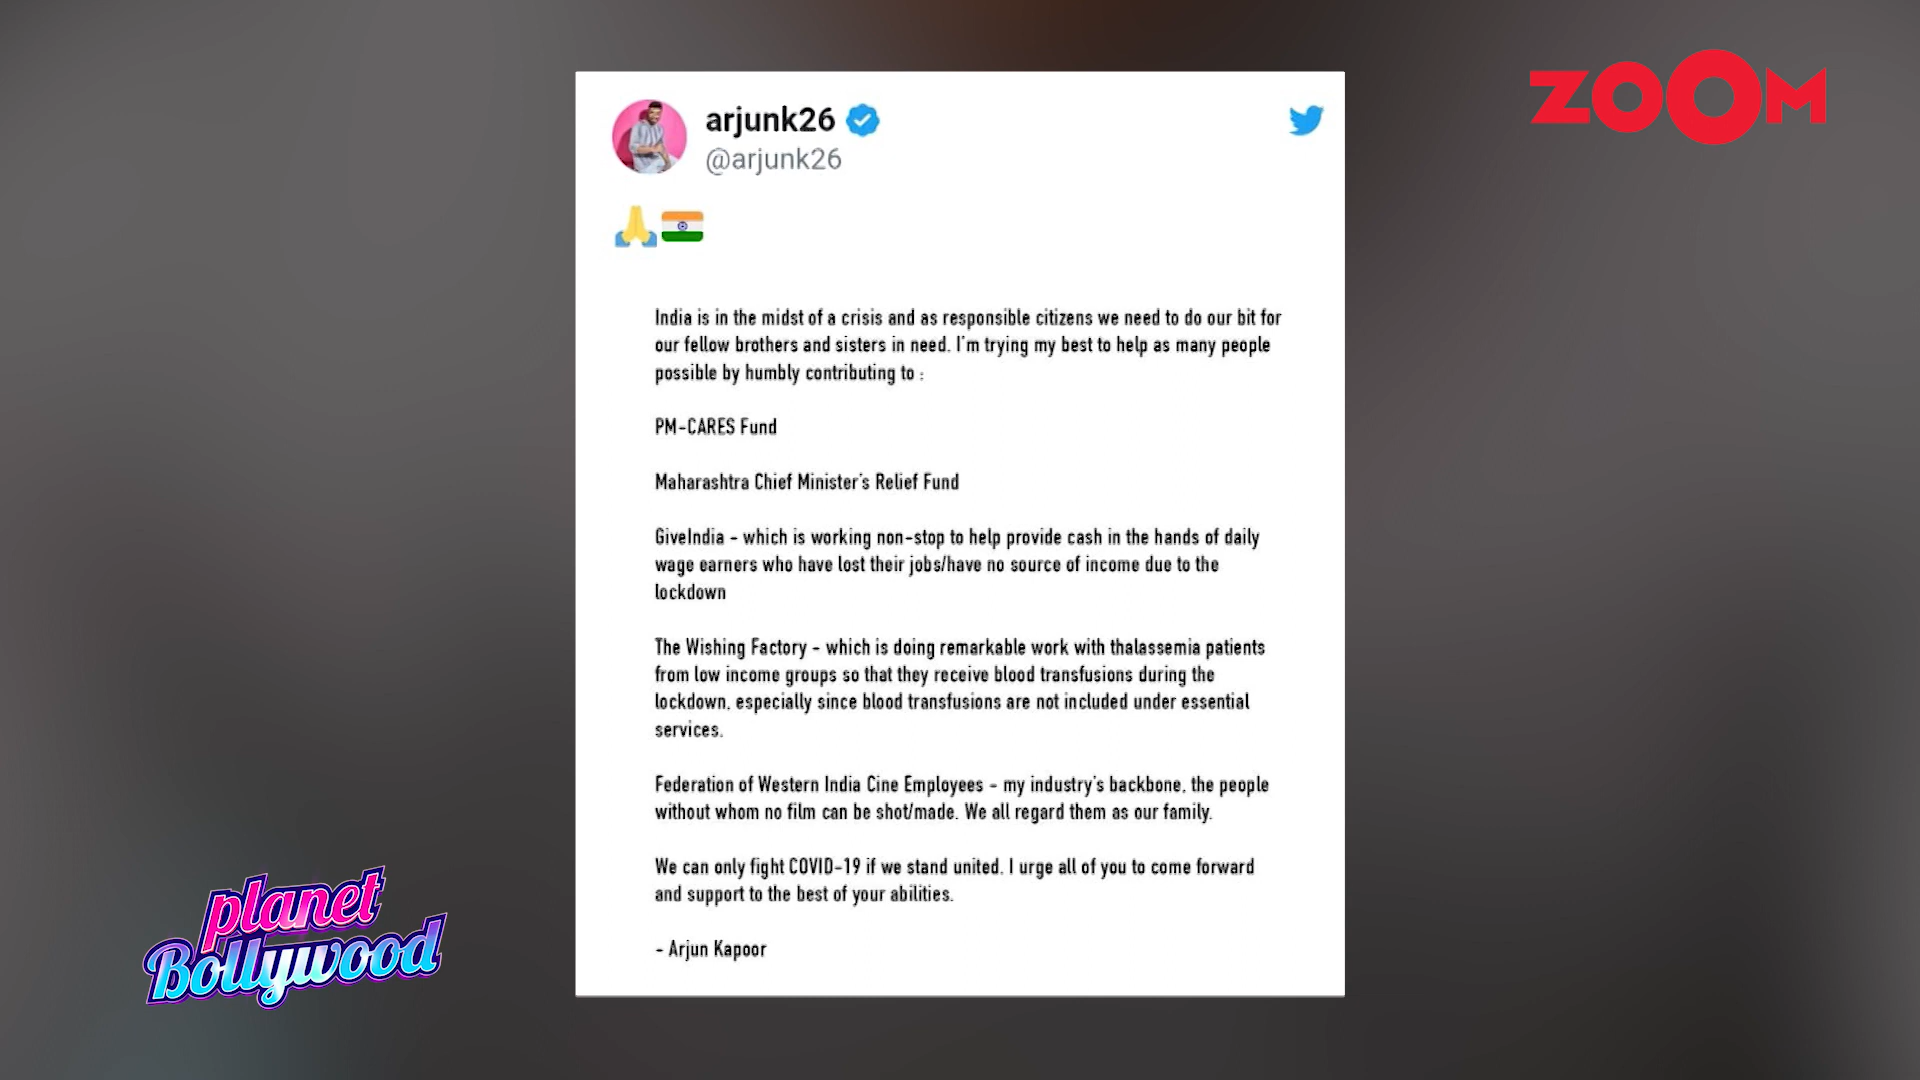 ZOOM
arjunk26
@arjunk26
🙏🇮🇳
India is in the midst of a crisis and as responsible citizens we need to do our bit for
our fellow brothers and sisters in need. I'm trying my best to help as many people
possible by humbly contributing to :
PM-CARES Fund
Maharashtra Chief Minister's Relief Fund
GiveIndia - which is working non-stop to help provide cash in the hands of daily
wage earners who have lost their jobs/have no source of income due to the
lockdown
The Wishing Factory - which is doing remarkable work with thalassemia patients
from low income groups so that they receive blood transfusions during the
lockdown, especially since blood transfusions are not included under essential
services.
Federation of Western India Cine Employees - my industry's backbone, the people
without whom no film can be shot/made. We all regard them as our family.
We can only fight COVID-19 if we stand united. I urge all of you to come forward
and support to the best of your abilities.
- Arjun Kapoor
planet
Bollywood